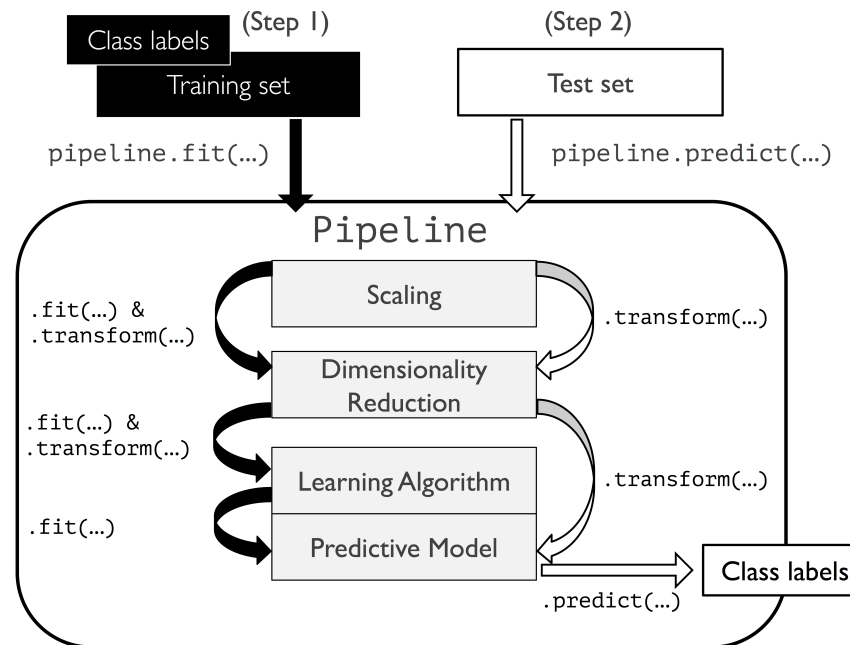 (Step 1)
(Step 2)
Class labels
Training set
Test set
pipeline.fit(…)
pipeline.predict(…)
Pipeline
Scaling
.fit(…) &
.transform(…)
.transform(…)
Dimensionality
Reduction
.fit(…) &
.transform(…)
Learning Algorithm
.transform(…)
.fit(…)
Predictive Model
Class labels
.predict(…)